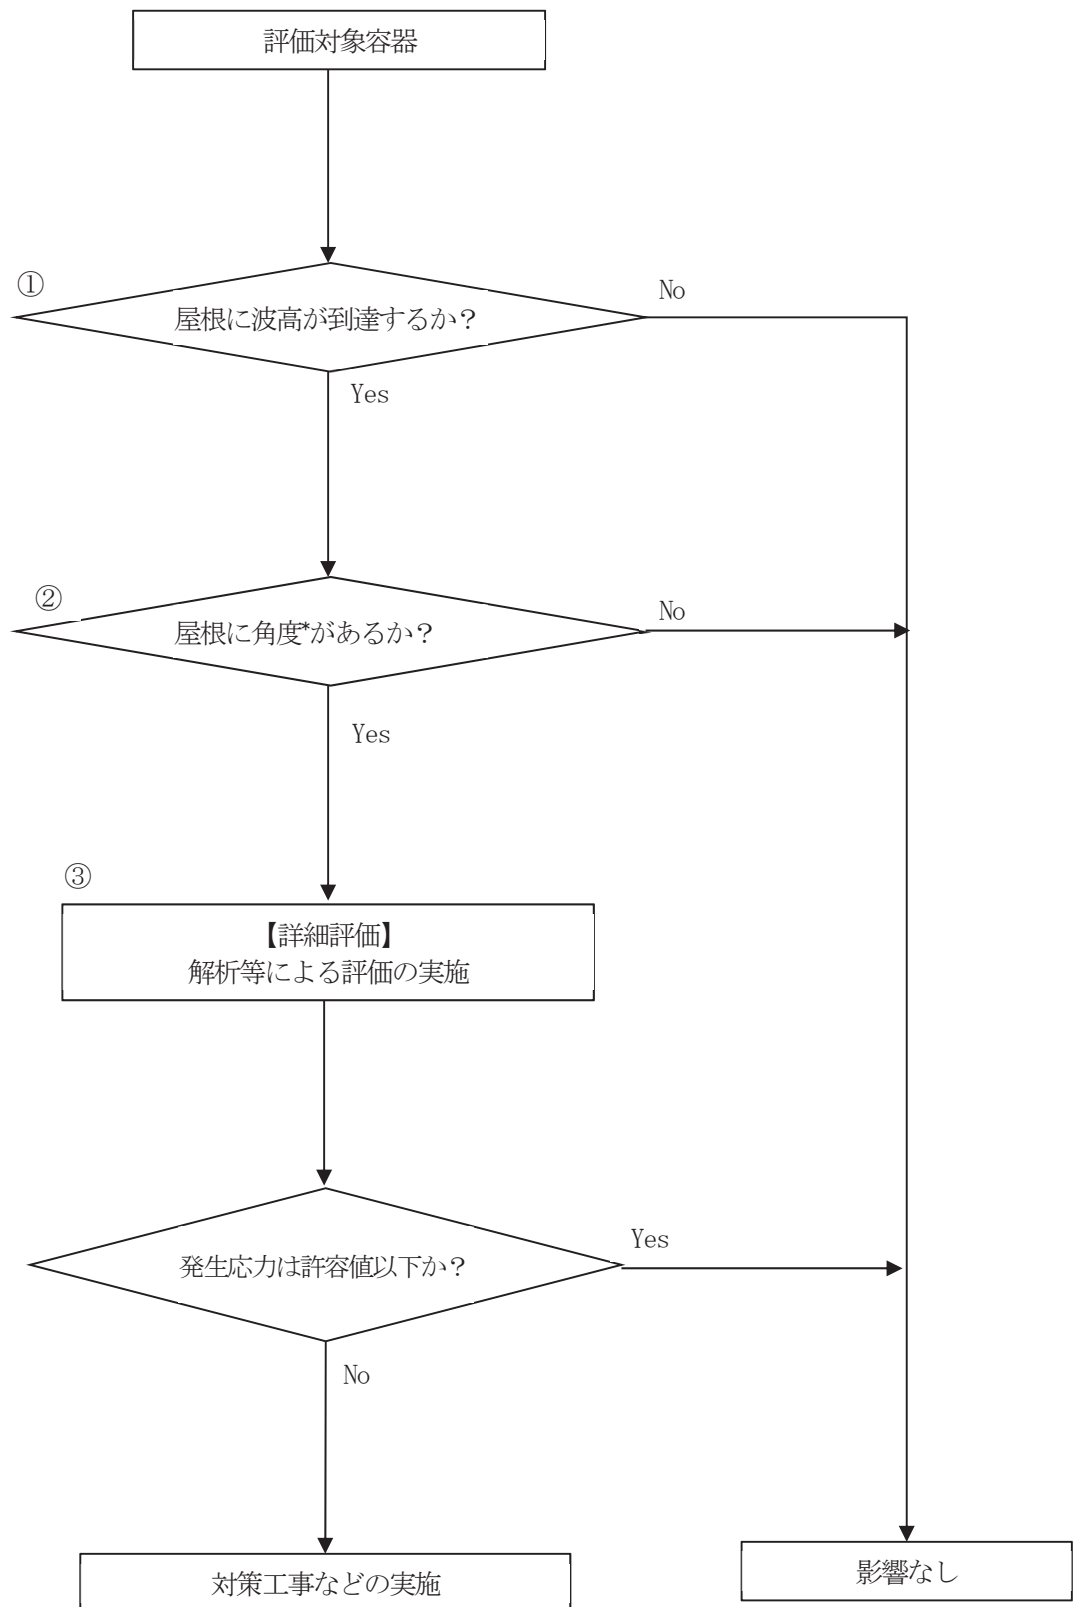 評価対象容器
①
屋根に波高が到達するか？
No
Yes
②
屋根に角度*があるか？
No
Yes
③
【詳細評価】
解析等による評価の実施
発生応力は許容値以下か？
Yes
No
対策工事などの実施
影響なし